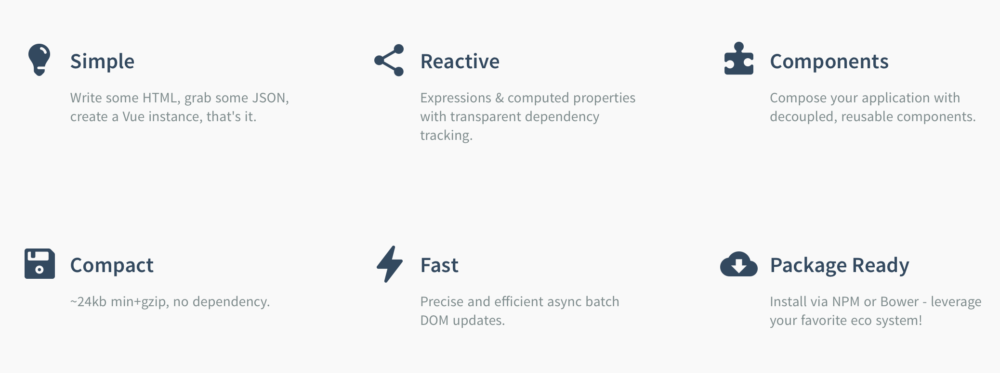 Simple
Write some HTML, grab some JSON,
create a Vue instance, that's it.
Reactive
Expressions & computed properties
with transparent dependency
tracking.
Components
Compose your application with
decoupled, reusable components.
Compact
~24kb min+gzip, no dependency.
Fast
Precise and efficient async batch
DOM updates.
Package Ready
Install via NPM or Bower - leverage
your favorite eco system!